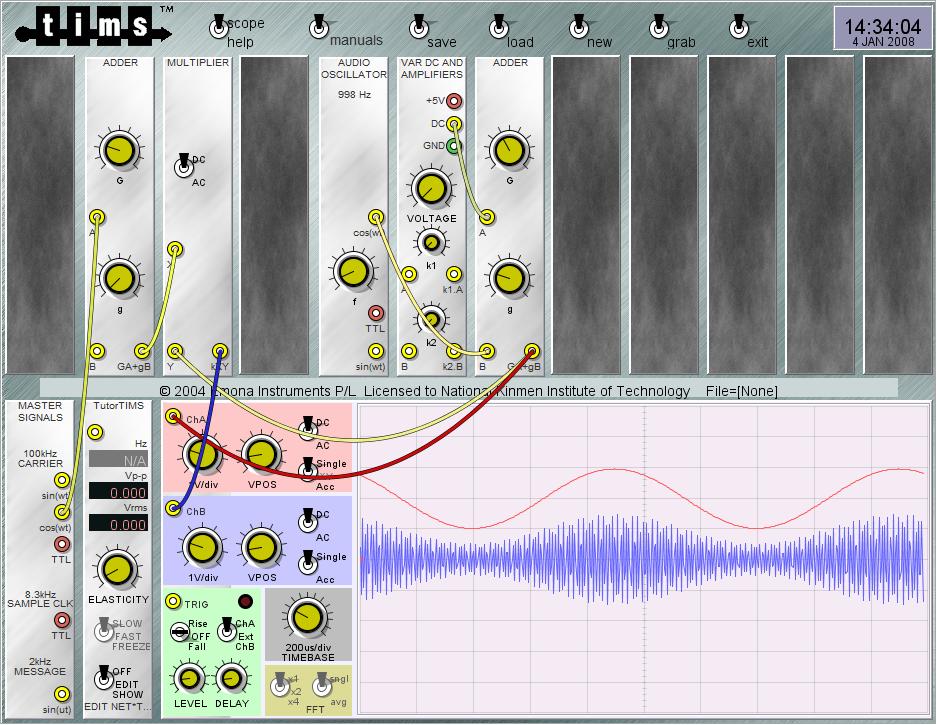 tims TM
scope
help
manuals
save
load
new
grab
exit
14:34:04
4 JAN 2008
ADDER
G
A
g
B GA+gB
MULTIPLIER
DC
AC
X
Y kXY
AUDIO
OSCILLATOR
998 Hz
cos(wt)
f
TTL
sin(wt)
VAR DC AND
AMPLIFIERS
+5V
DC
GND
VOLTAGE
k1
A k1.A
k2
B k2.B
ADDER
G
A
g
B GA+gB
© 2004 Emona Instruments P/L Licensed to National Kinmen Institute of Technology File=[None]
MASTER
SIGNALS
100kHz
CARRIER
sin(wt)
cos(wt)
TTL
8.3kHz
SAMPLE CLK
TTL
2kHz
MESSAGE
sin(ut)
TutorTIMS
Hz
N/A
Vp-p
0.000
Vrms
0.000
ELASTICITY
SLOW
FAST
FREEZE
OFF
EDIT
SHOW
EDIT NET*T...
ChA
DC
AC
Single
Acc
1V/div VPOS
ChB
DC
AC
Single
Acc
1V/div VPOS
TRIG
Rise
OFF
Fall
ChA
Ext
ChB
LEVEL DELAY
200us/div
TIMEBASE
x1
x2
x4
sngl
avg
FFT